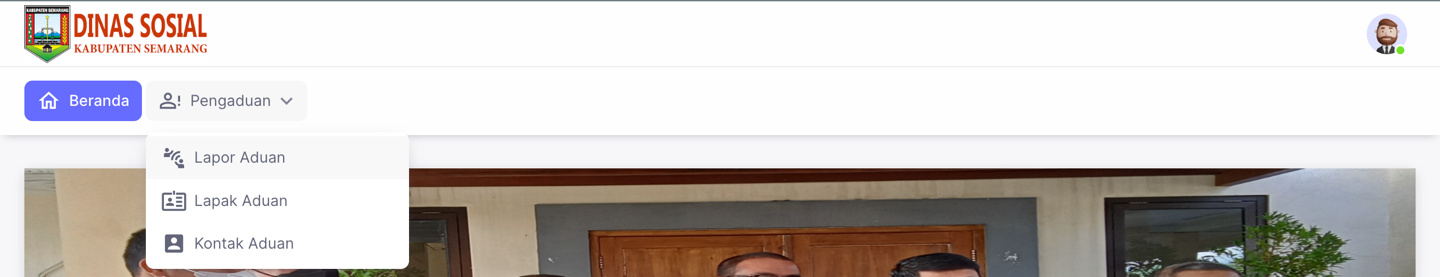 KABUPATEN SEMARANG
DINAS SOSIAL
KABUPATEN SEMARANG
Beranda
Pengaduan
Lapor Aduan
Lapak Aduan
Kontak Aduan